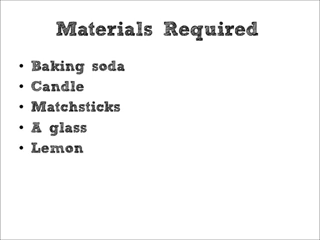 Materials Required
• Baking soda
• Candle
• Matchsticks
• A glass
• Lemon